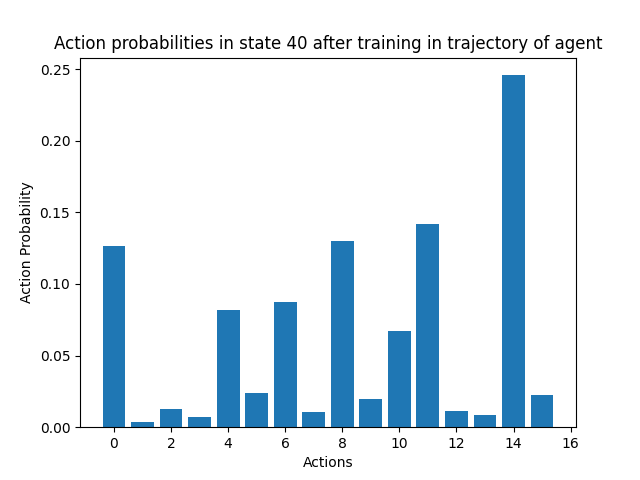 Action probabilities in state 40 after training in trajectory of agent
0.25
0.20
0.15
0.10
0.05
0.00
Action Probability
0 2 4 6 8 10 12 14 16
Actions